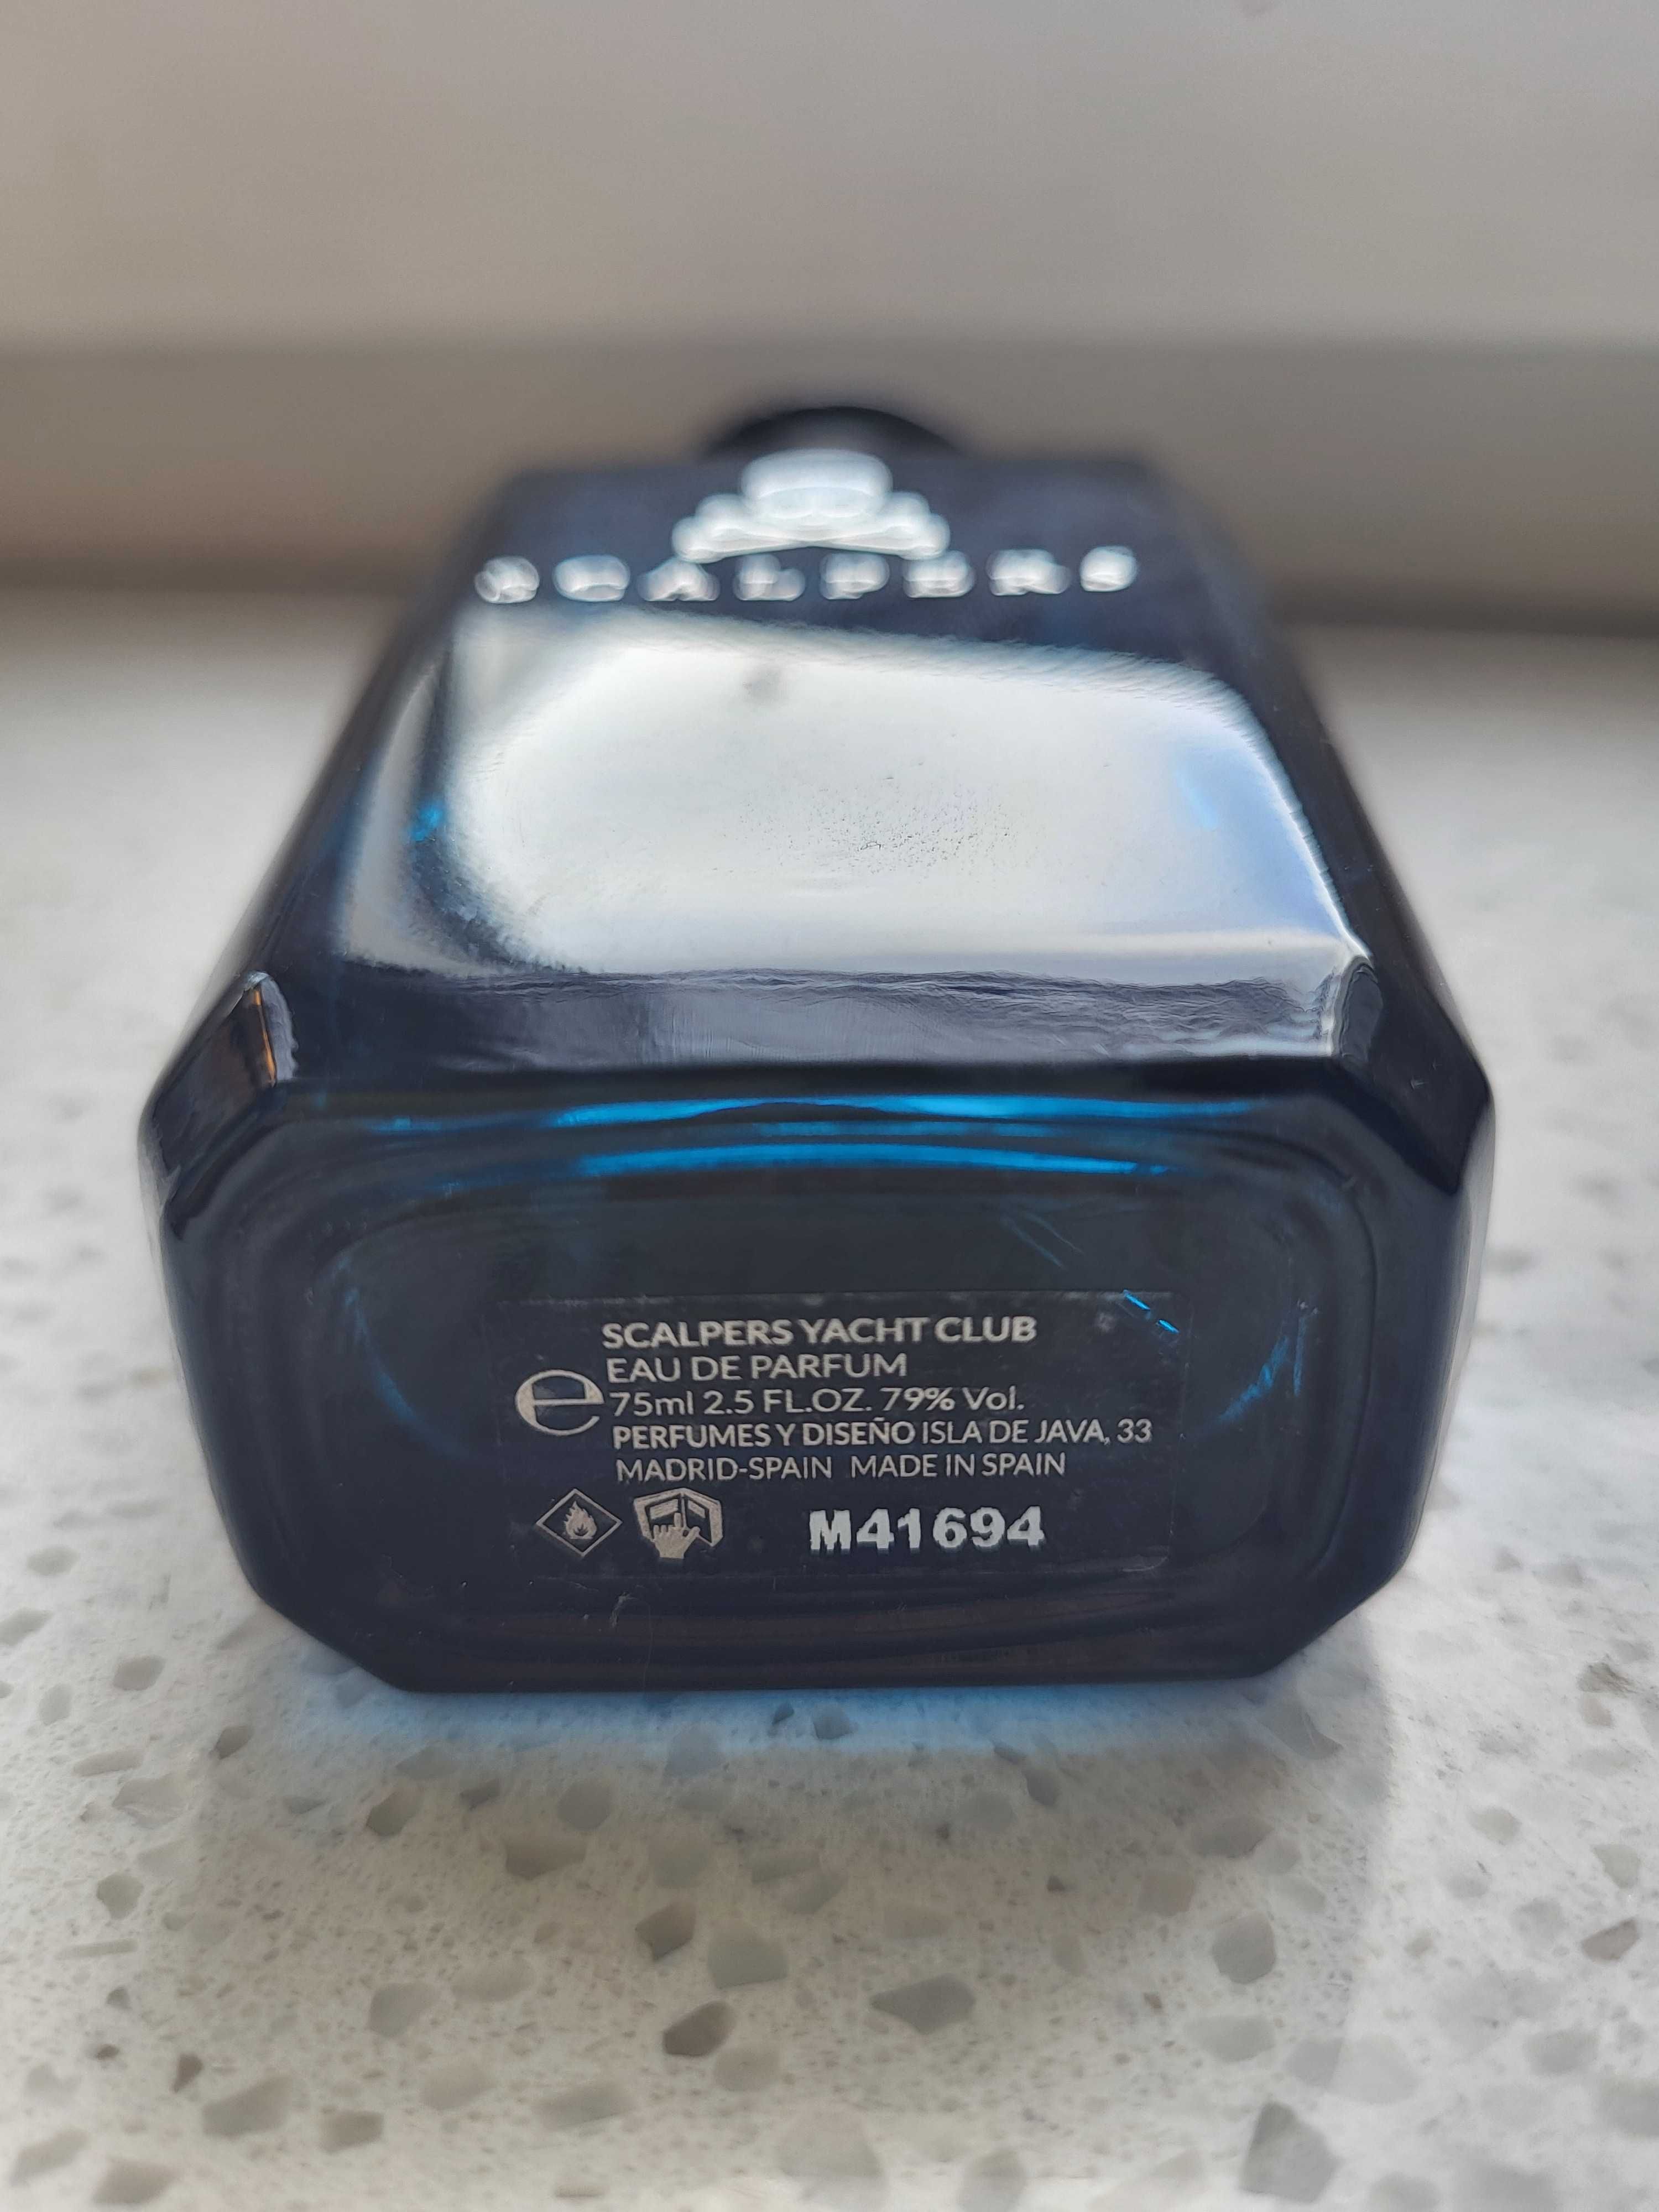 SCALPERS
SCALPERS YACHT CLUB
EAU DE PARFUM
e 75ml 2.5 FL.OZ. 79% Vol.
PERFUMES Y DISEÑO ISLA DE JAVA, 33
MADRID-SPAIN MADE IN SPAIN
M41694